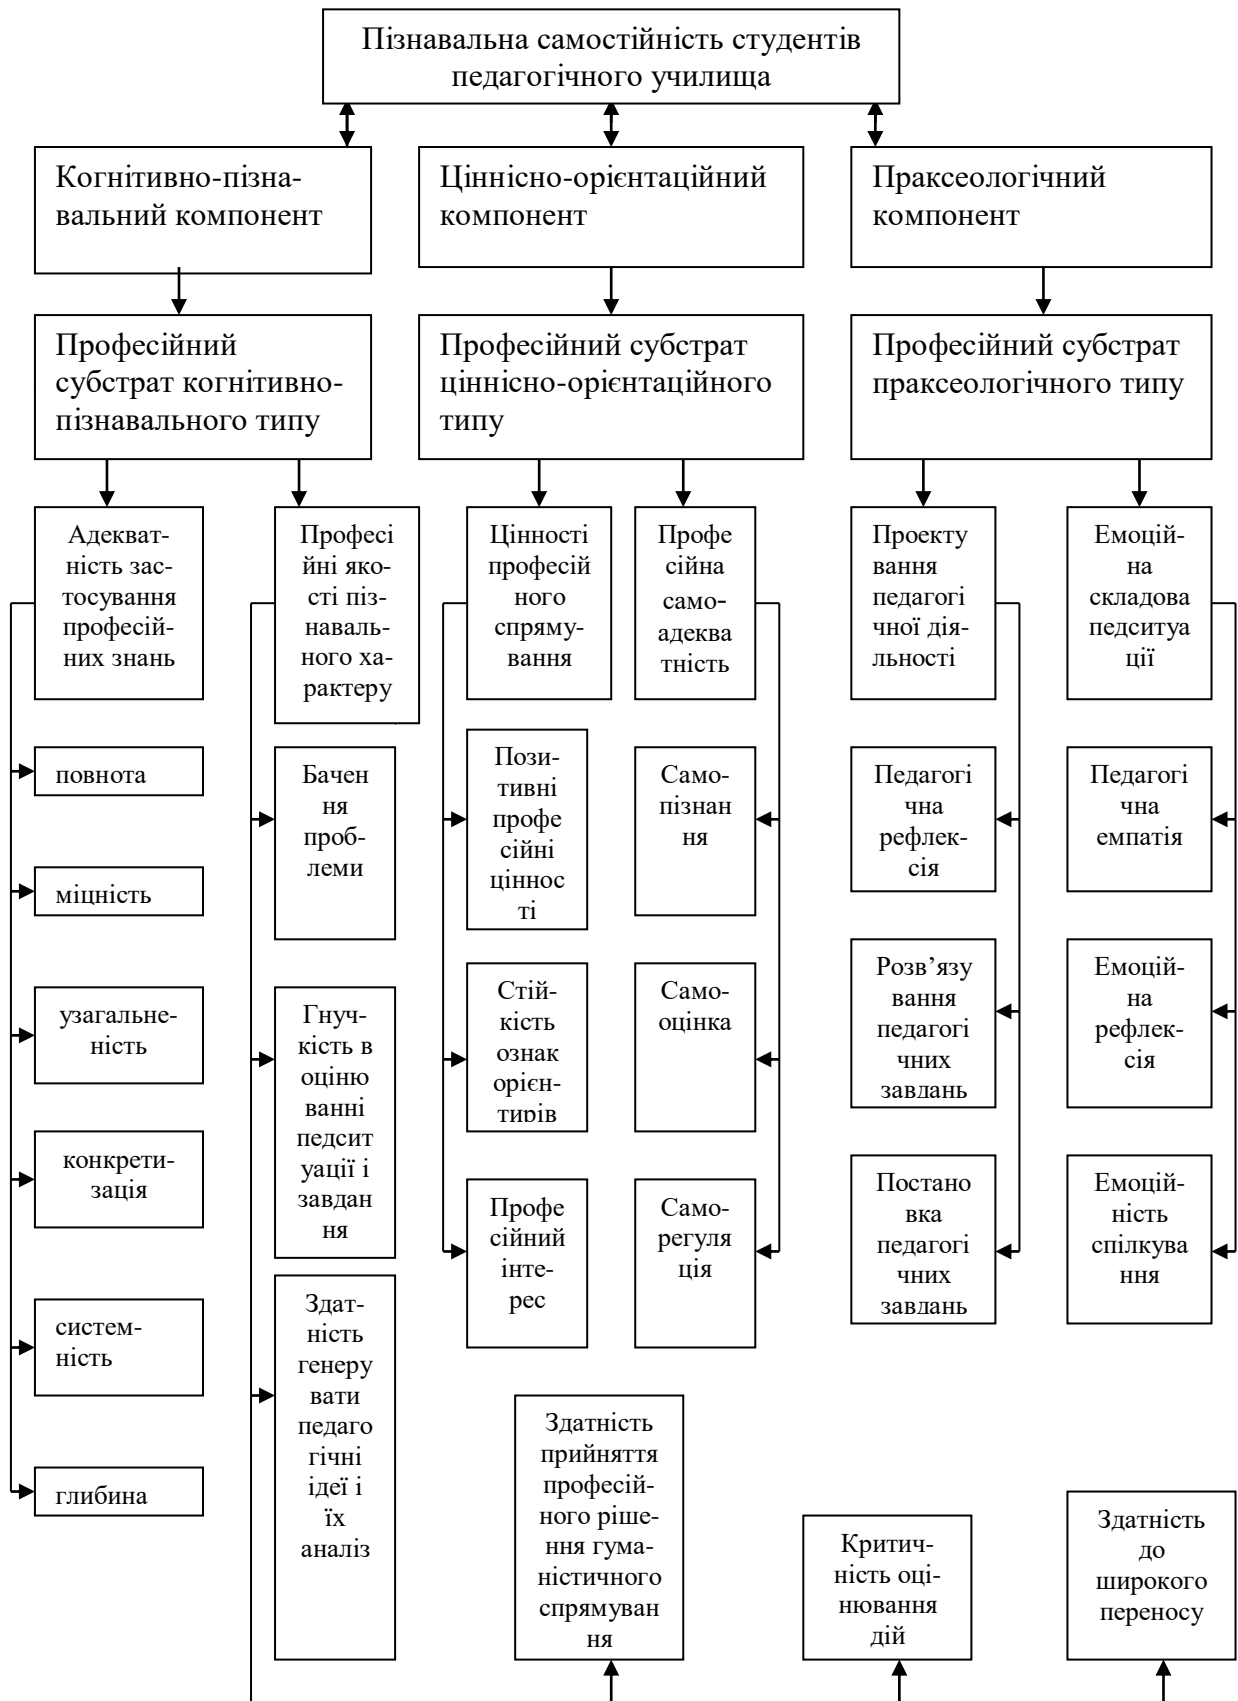 Пізнавальна самостійність студентів
педагогічного училища
Когнітивно-пізна-
вальний компонент
Ціннісно-орієнтаційний
компонент
Праксеологічний
компонент
Професійний
субстрат когнітивно-
пізнавального типу
Професійний субстрат
ціннісно-орієнтаційного
типу
Професійний субстрат
праксеологічного типу
Адекват-
ність зас-
тосування
професій-
них знань
Професі
йні яко-
сті піз-
наваль-
ного ха-
рактеру
Цінності
професій
ного
спряму-
вання
Профе
сійна
само-
адеква
тність
Проекту
вання
педагогі
чної дія-
льності
Емоцій-
на
складова
педситуа
ції
повнота
міцність
узагальне-
ність
конкрети-
зація
систем-
ність
глибина
Бачен
ня
проб-
леми
Гнуч-
кість в
оціню
ванні
педсит
уації і
завдан
ня
Здат-
ність
генеру
вати
педаго
гічні
ідеї і
їх
аналіз
Пози-
тивні
профе
сійні
ціннос
ті
Стій-
кість
ознак
орієн-
тирів
Профе
сійний
інте-
рес
Само-
пізнан
ня
Само-
оцінка
Само-
регуля
ція
Педагогі
чна
рефлек-
сія
Розв’язу
вання
педагогі
чних
завдань
Постано
вка
педагогі
чних
завдань
Педагогі
чна
емпатія
Емоцій-
на
рефлек-
сія
Емоцій-
ність
спілкува
ння
Здатність
прийняття
професій-
ного ріше-
ння гума-
ністичного
спрямуван
ня
Критич-
ність оці-
нювання
дій
Здатність
до
широкого
переносу